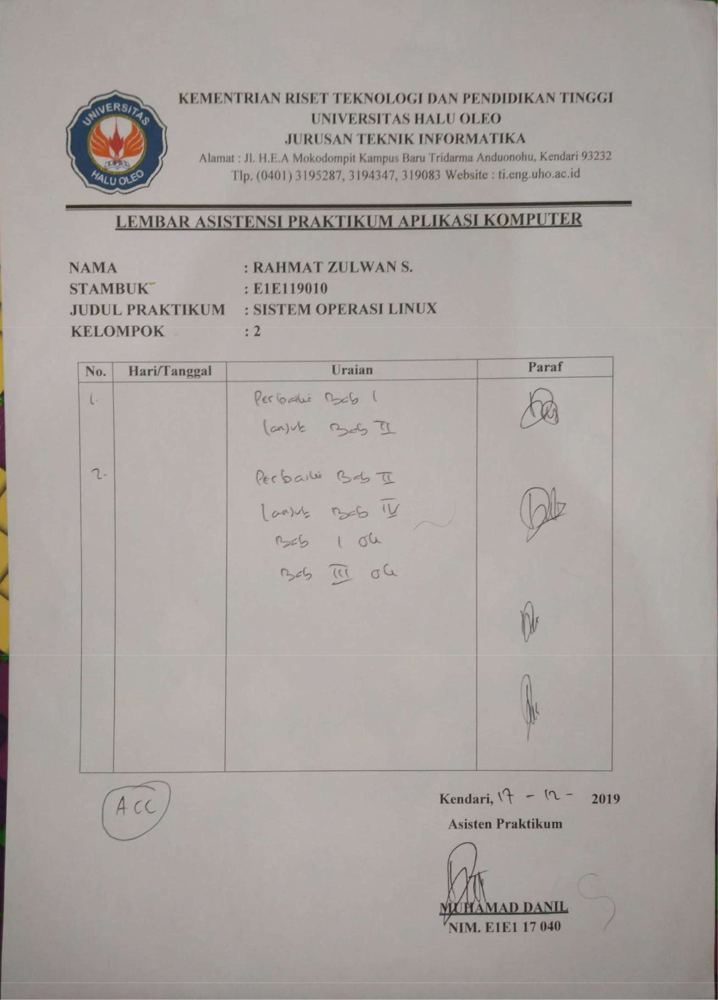 UNIVERSITAS
HALU OLEO
KEMENTRIAN RISET TEKNOLOGI DAN PENDIDIKAN TINGGI
UNIVERSITAS HALU OLEO
JURUSAN TEKNIK INFORMATIKA
Alamat : Jl. H.E.A Mokodompit Kampus Baru Tridarma Anduonohu, Kendari 93232
Tlp. (0401) 3195287, 3194347, 319083 Website : ti.eng.uho.ac.id
LEMBAR ASISTENSI PRAKTIKUM APLIKASI KOMPUTER
NAMA : RAHMAT ZULWAN S.
STAMBUK : E1E119010
JUDUL PRAKTIKUM : SISTEM OPERASI LINUX
KELOMPOK : 2
No. Hari/Tanggal Uraian Paraf
1. Perbaiki Bab I
lanjut Bab II
2. Perbaiki Bab II
lanjut Bab IV
Bab I ok
Bab III ok
ACC
Kendari, 17 - 12 - 2019
Asisten Praktikum
MUHAMAD DANIL
NIM. E1E1 17 040